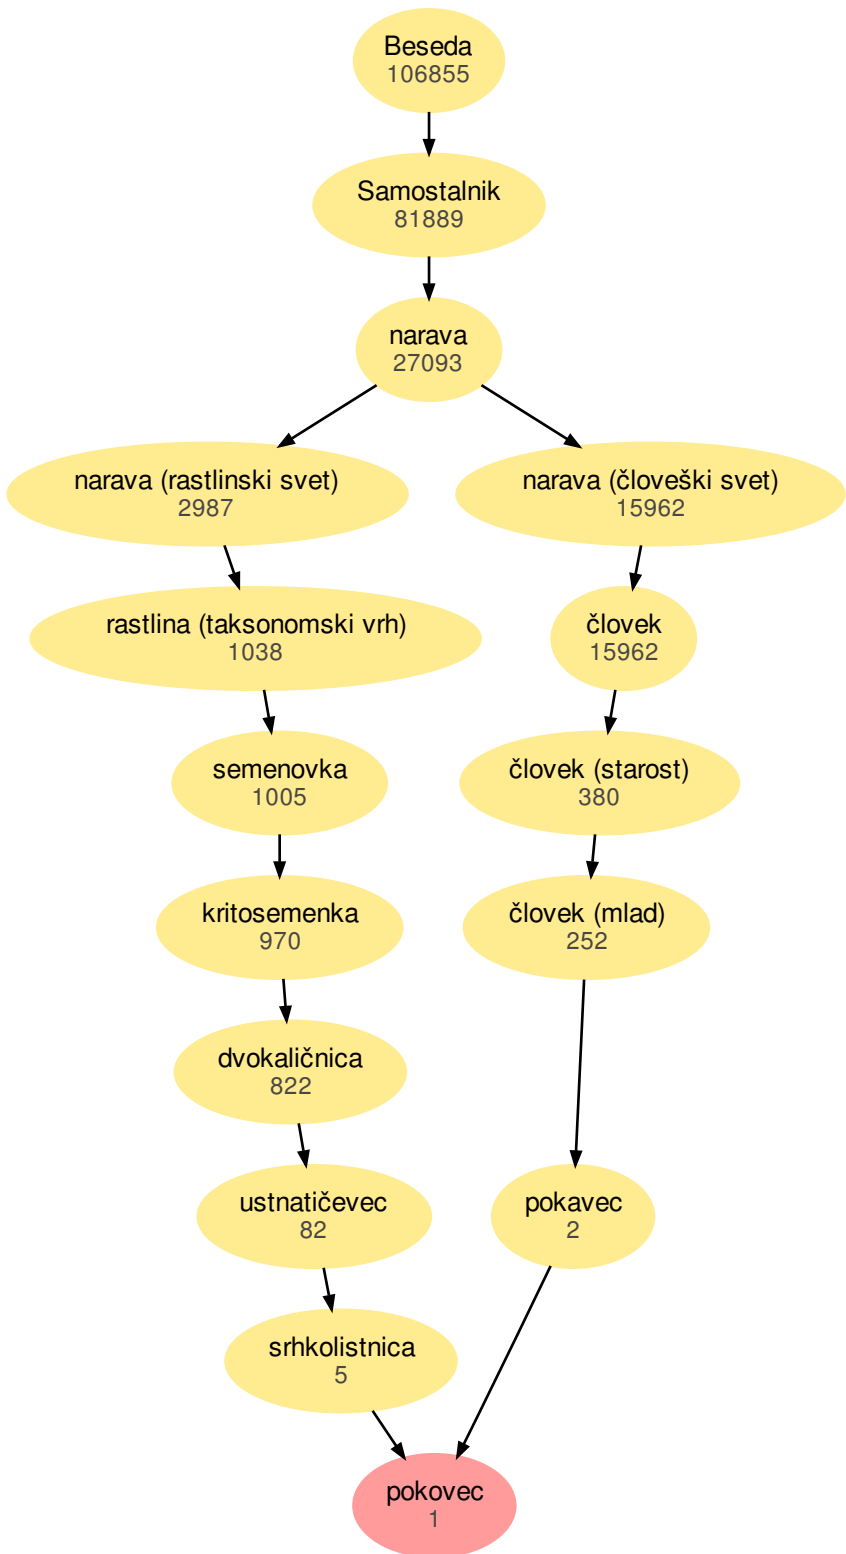 Beseda
106855
Samostalnik
81889
narava
27093
narava (rastlinski svet)
2987
narava (človeški svet)
15962
rastlina (taksonomski vrh)
1038
človek
15962
semenovka
1005
človek (starost)
380
kritosemenka
970
človek (mlad)
252
dvokaličnica
822
ustnatičevec
82
pokavec
2
srhkolistnica
5
pokovec
1